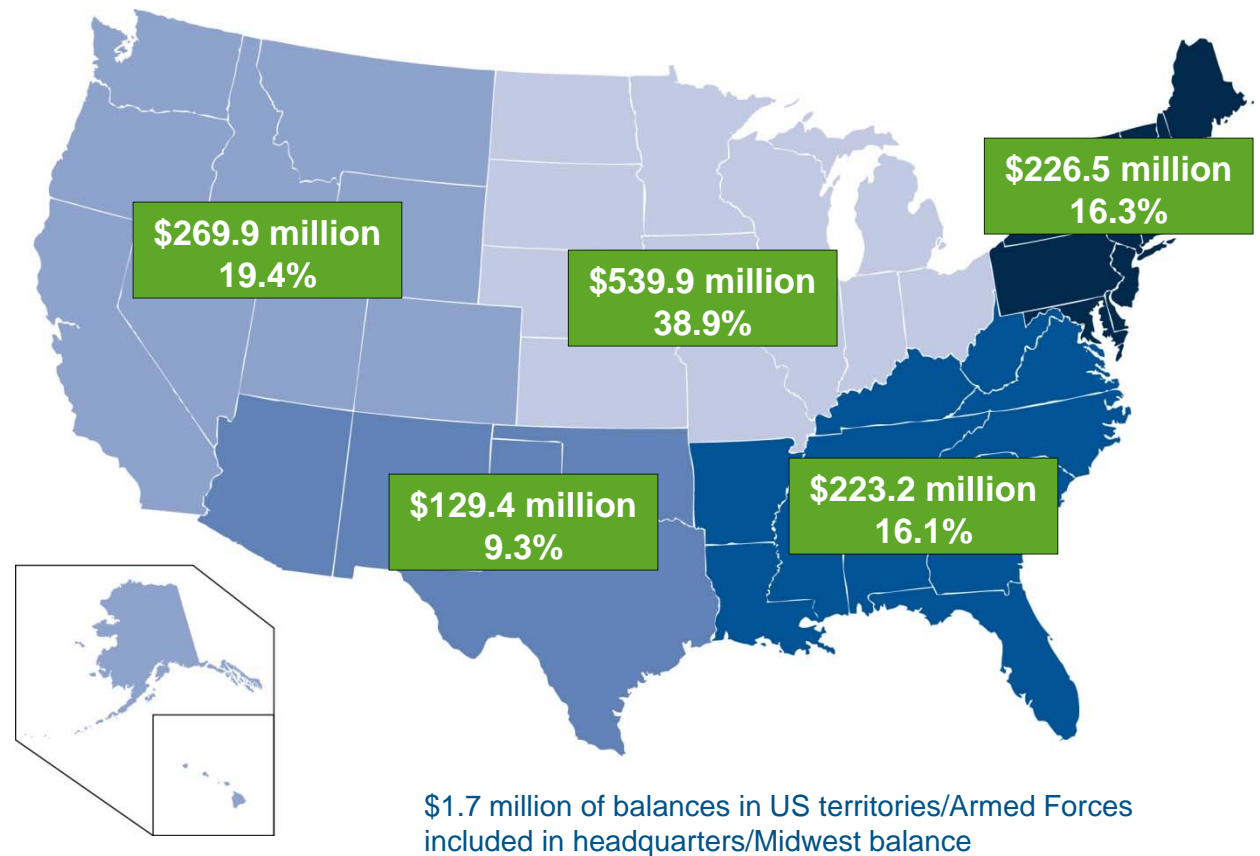 $226.5 million
16.3%
$269.9 million
19.4%
$539.9 million
38.9%
$129.4 million
9.3%
$223.2 million
16.1%
$1.7 million of balances in US territories/Armed Forces
included in headquarters/Midwest balance